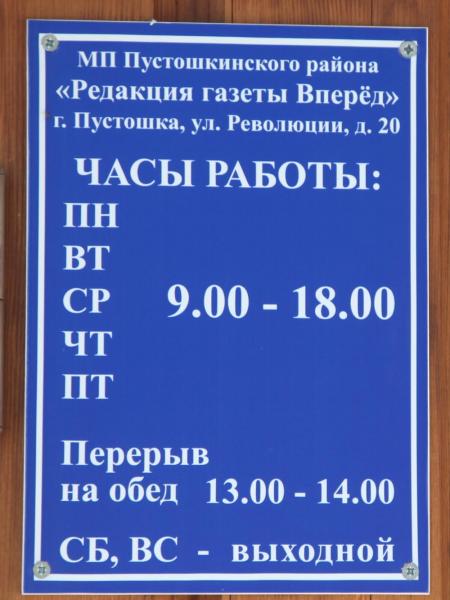 МП Пустошкинского района
«Редакция газеты Вперёд»
г. Пустошка, ул. Революции, д. 20
ЧАСЫ РАБОТЫ:
ПН
ВТ
СР 9.00 - 18.00
ЧТ
ПТ
Перерыв
на обед 13.00 - 14.00
СБ, ВС - выходной